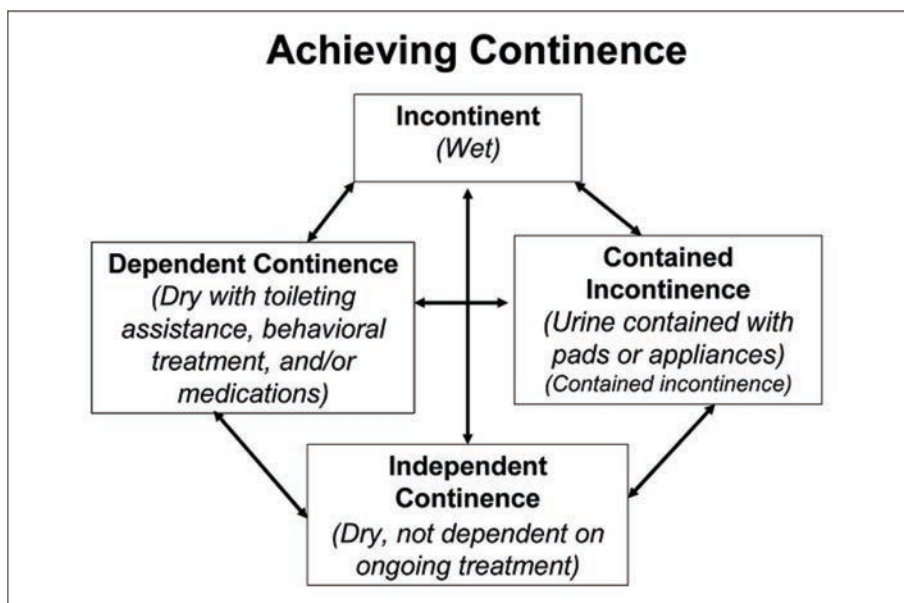 Achieving Continence
Incontinent
(Wet)
Dependent Continence
(Dry with toileting
assistance, behavioral
treatment, and/or
medications)
Contained
Incontinence
(Urine contained with
pads or appliances)
(Contained incontinence)
Independent
Continence
(Dry, not dependent on
ongoing treatment)